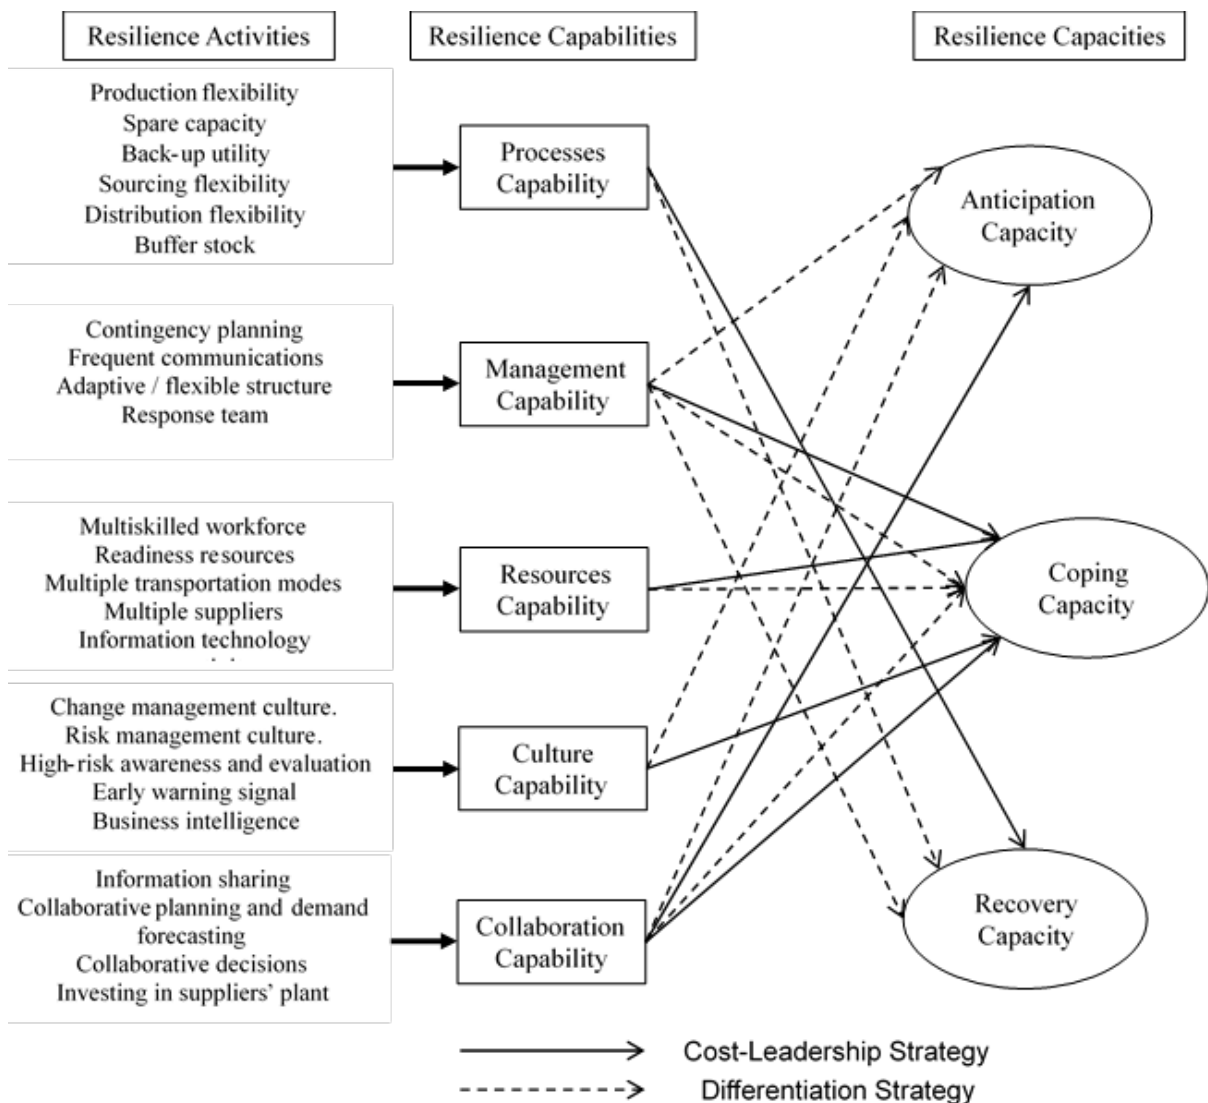 Resilience Activities
Resilience Capabilities
Resilience Capacities
Production flexibility
Spare capacity
Back-up utility
Sourcing flexibility
Distribution flexibility
Buffer stock
Processes
Capability
Anticipation
Capacity
Contingency planning
Frequent communications
Adaptive / flexible structure
Response team
Management
Capability
Multiskilled workforce
Readiness resources
Multiple transportation modes
Multiple suppliers
Information technology
Resources
Capability
Coping
Capacity
Change management culture.
Risk management culture.
High-risk awareness and evaluation
Early warning signal
Business intelligence
Culture
Capability
Information sharing
Collaborative planning and demand
forecasting
Collaborative decisions
Investing in suppliers’ plant
Collaboration
Capability
Recovery
Capacity
Cost-Leadership Strategy
Differentiation Strategy